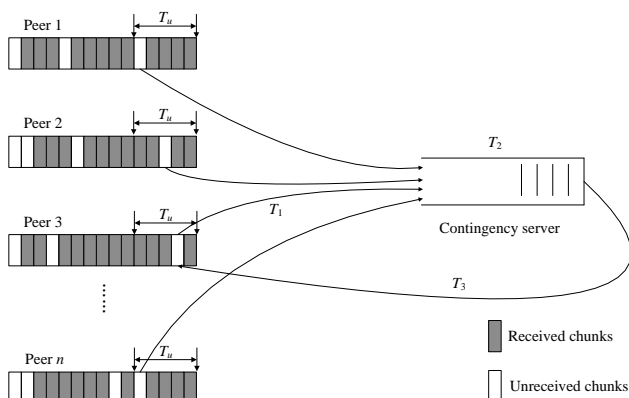 Peer 1
T_u
Peer 2
T_u
T_2
Peer 3
T_u
T_1
Contingency server
T_3
......
Received chunks
Peer n
T_u
Unreceived chunks